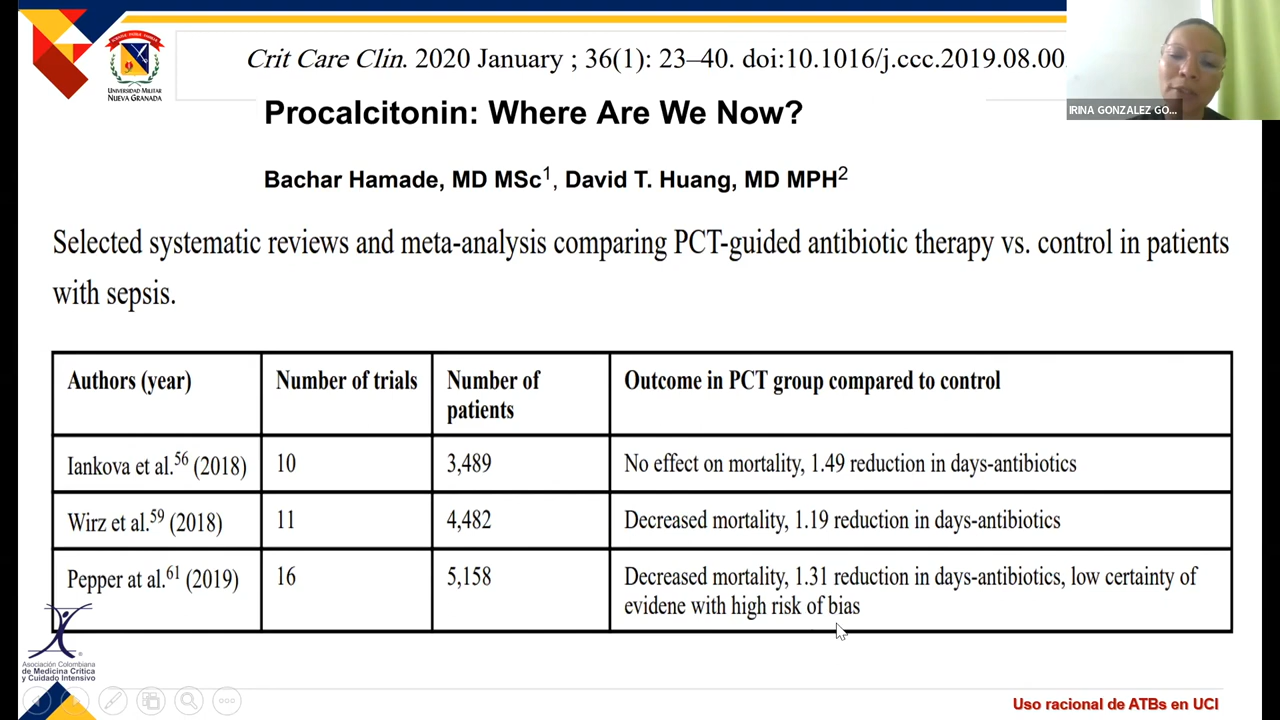 Crit Care Clin. 2020 January ; 36(1): 23–40. doi:10.1016/j.ccc.2019.08.00
IRINA GONZALEZ GO...
UNIVERSIDAD MILITAR
NUEVA GRANADA
Procalcitonin: Where Are We Now?
Bachar Hamade, MD MSc1, David T. Huang, MD MPH2
Selected systematic reviews and meta-analysis comparing PCT-guided antibiotic therapy vs. control in patients
with sepsis.
Authors (year) Number of trials Number of patients Outcome in PCT group compared to control
Iankova et al.56 (2018) 10 3,489 No effect on mortality, 1.49 reduction in days-antibiotics
Wirz et al.59 (2018) 11 4,482 Decreased mortality, 1.19 reduction in days-antibiotics
Pepper at al.61 (2019) 16 5,158 Decreased mortality, 1.31 reduction in days-antibiotics, low certainty of
evidene with high risk of bias
Asociación Colombiana
de Medicina Crítica
y Cuidado Intensivo
Uso racional de ATBs en UCI